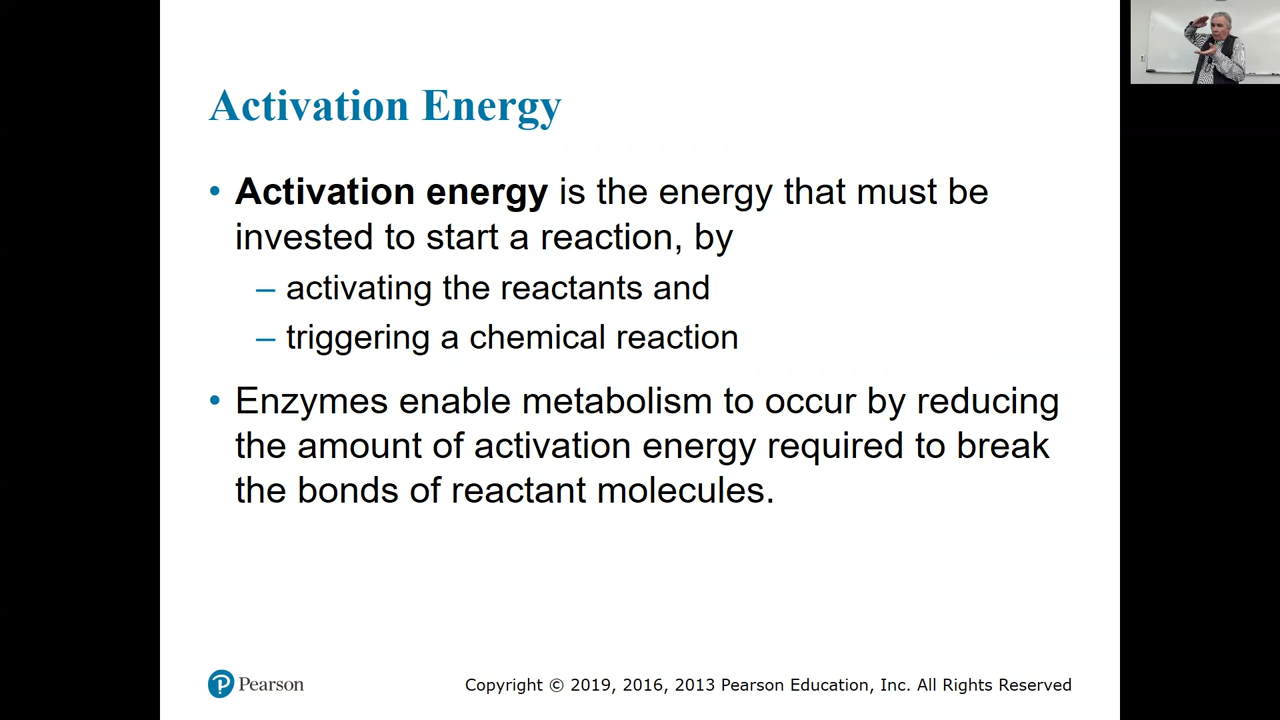 Activation Energy
• Activation energy is the energy that must be
invested to start a reaction, by
– activating the reactants and
– triggering a chemical reaction
• Enzymes enable metabolism to occur by reducing
the amount of activation energy required to break
the bonds of reactant molecules.
Pearson
Copyright © 2019, 2016, 2013 Pearson Education, Inc. All Rights Reserved